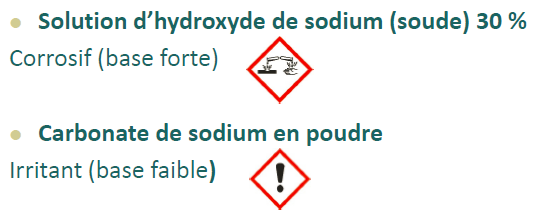 Solution d’hydroxyde de sodium (soude) 30 %
Corrosif (base forte)
Carbonate de sodium en poudre
Irritant (base faible)
!